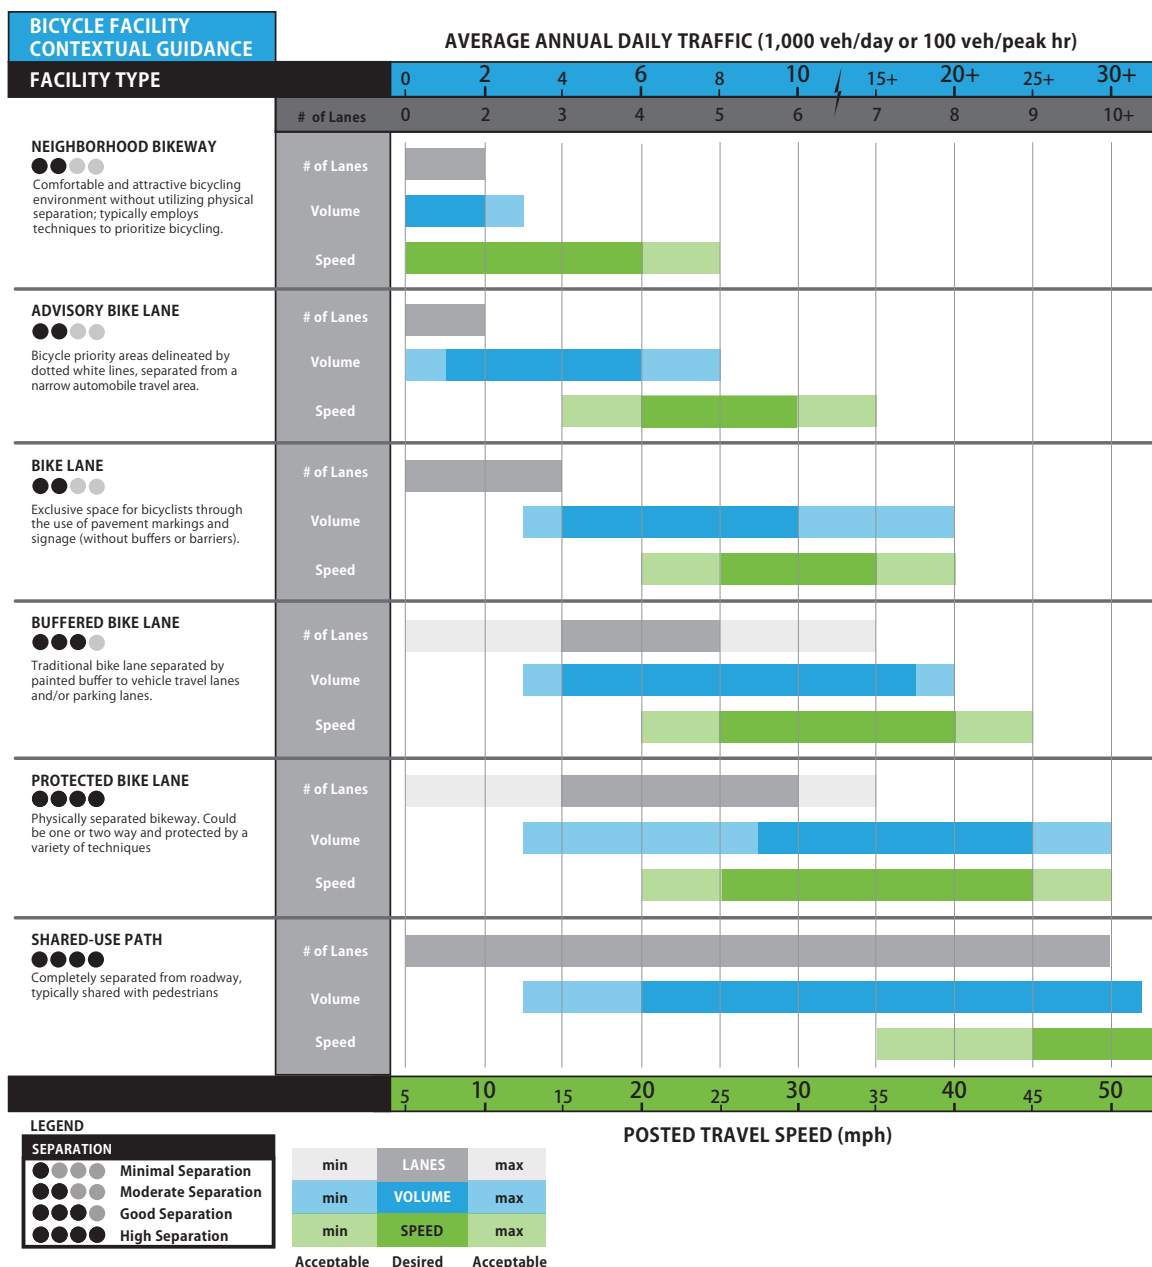 BICYCLE FACILITY
CONTEXTUAL GUIDANCE
AVERAGE ANNUAL DAILY TRAFFIC (1,000 veh/day or 100 veh/peak hr)
FACILITY TYPE
0 2 4 6 8 10 15+ 20+ 25+ 30+
# of Lanes 0 2 3 4 5 6 7 8 9 10+
NEIGHBORHOOD BIKEWAY
Comfortable and attractive bicycling
environment without utilizing physical
separation; typically employs
techniques to prioritize bicycling.
# of Lanes
Volume
Speed
ADVISORY BIKE LANE
Bicycle priority areas delineated by
dotted white lines, separated from a
narrow automobile travel area.
# of Lanes
Volume
Speed
BIKE LANE
Exclusive space for bicyclists through
the use of pavement markings and
signage (without buffers or barriers).
# of Lanes
Volume
Speed
BUFFERED BIKE LANE
Traditional bike lane separated by
painted buffer to vehicle travel lanes
and/or parking lanes.
# of Lanes
Volume
Speed
PROTECTED BIKE LANE
Physically separated bikeway. Could
be one or two way and protected by a
variety of techniques
# of Lanes
Volume
Speed
SHARED-USE PATH
Completely separated from roadway,
typically shared with pedestrians
# of Lanes
Volume
Speed
5 10 15 20 25 30 35 40 45 50
POSTED TRAVEL SPEED (mph)
LEGEND
SEPARATION
Minimal Separation
Moderate Separation
Good Separation
High Separation
min LANES max
min VOLUME max
min SPEED max
Acceptable Desired Acceptable